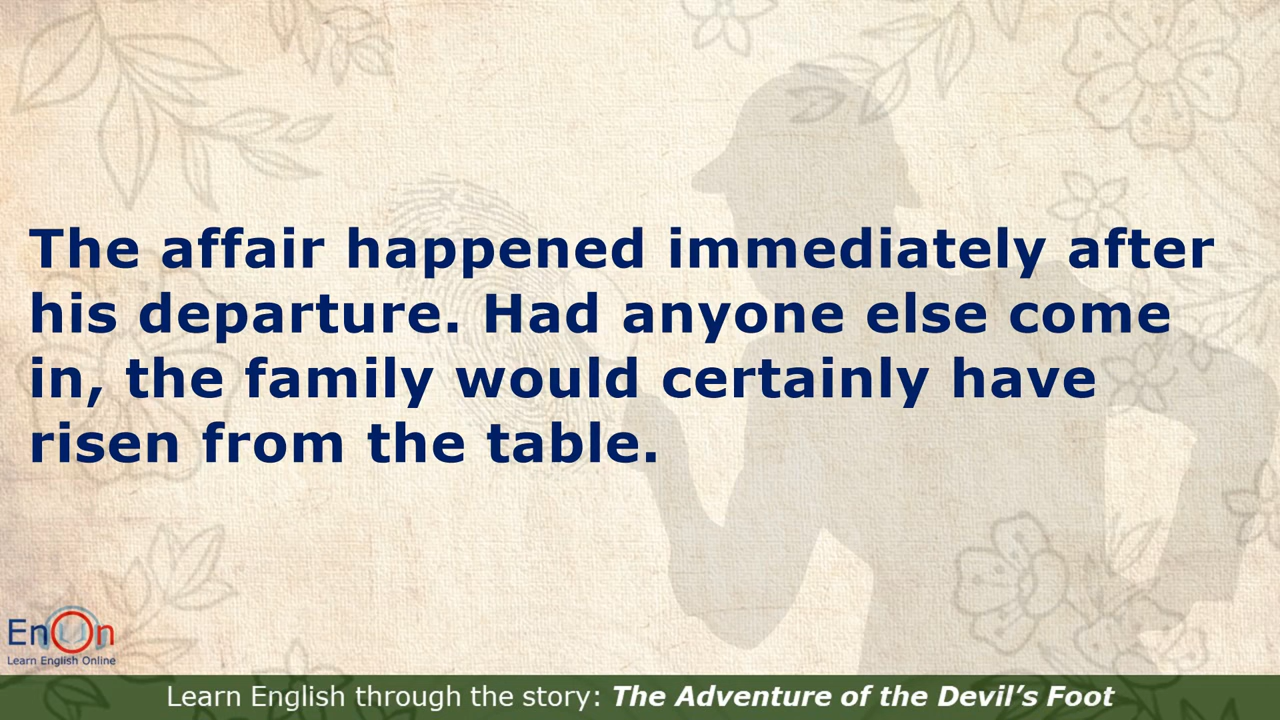 The affair happened immediately after
his departure. Had anyone else come
in, the family would certainly have
risen from the table.
EnOn
Learn English Online
Learn English through the story: The Adventure of the Devil’s Foot